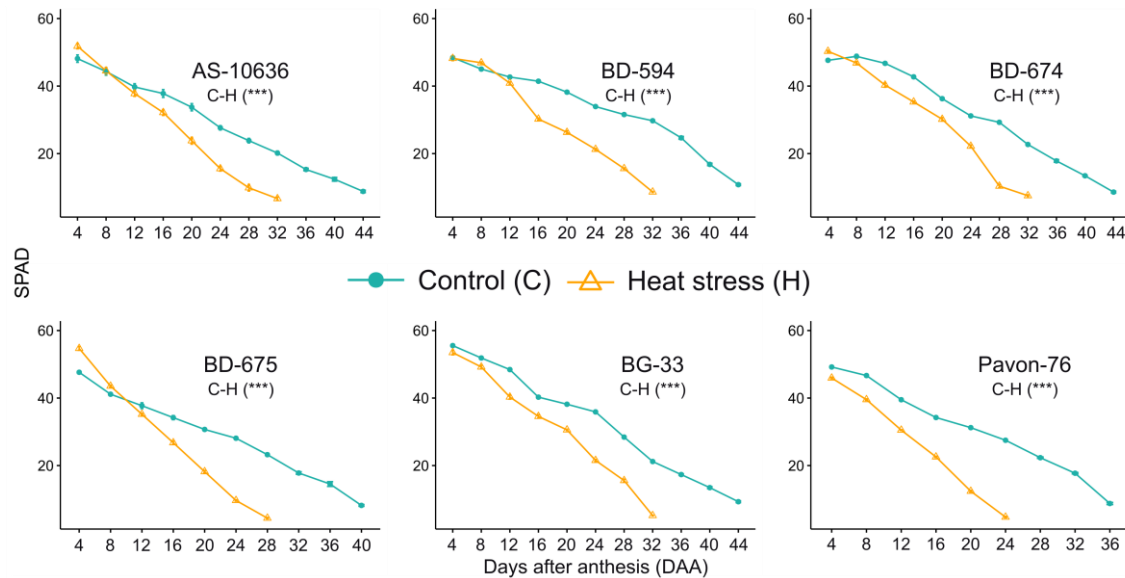 60
40
20
AS-10636
C-H (***)
4 8 12 16 20 24 28 32 36 40 44
60
40
20
BD-594
C-H (***)
4 8 12 16 20 24 28 32 36 40 44
60
40
20
BD-674
C-H (***)
4 8 12 16 20 24 28 32 36 40 44
SPAD
Control (C) Heat stress (H)
60
40
20
BD-675
C-H (***)
4 8 12 16 20 24 28 32 36 40
60
40
20
BG-33
C-H (***)
4 8 12 16 20 24 28 32 36 40 44
60
40
20
Pavon-76
C-H (***)
4 8 12 16 20 24 28 32 36
Days after anthesis (DAA)